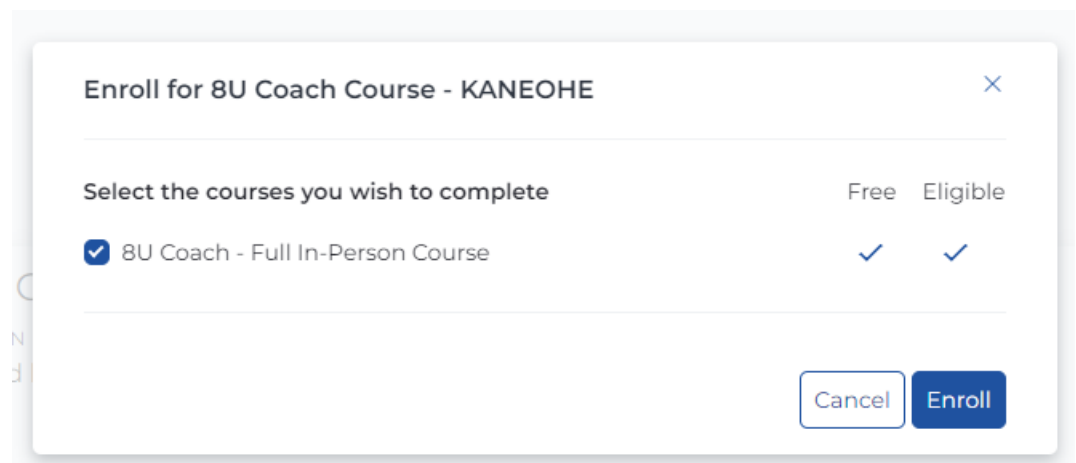 Enroll for 8U Coach Course - KANEOHE
Select the courses you wish to complete Free Eligible
8U Coach - Full In-Person Course
Cancel Enroll